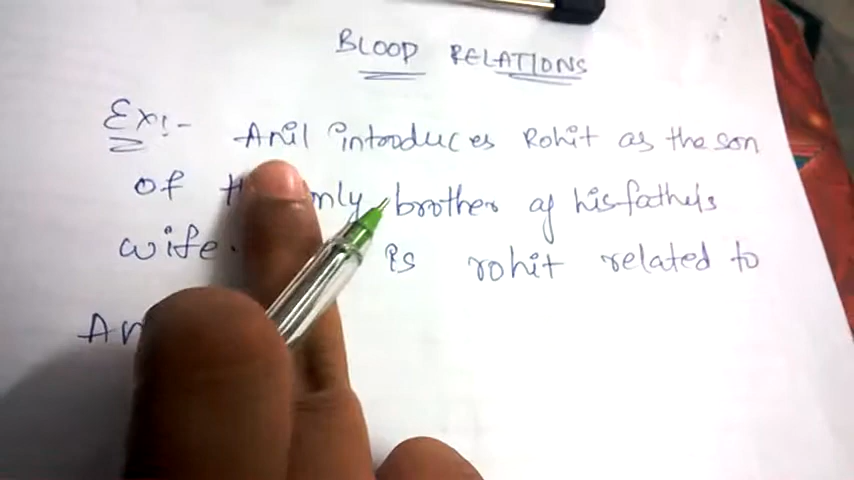 BLOOD RELATIONS
Ex:- Anil introduces Rohit as the son
of only brother of his father's
wife. is rohit related to